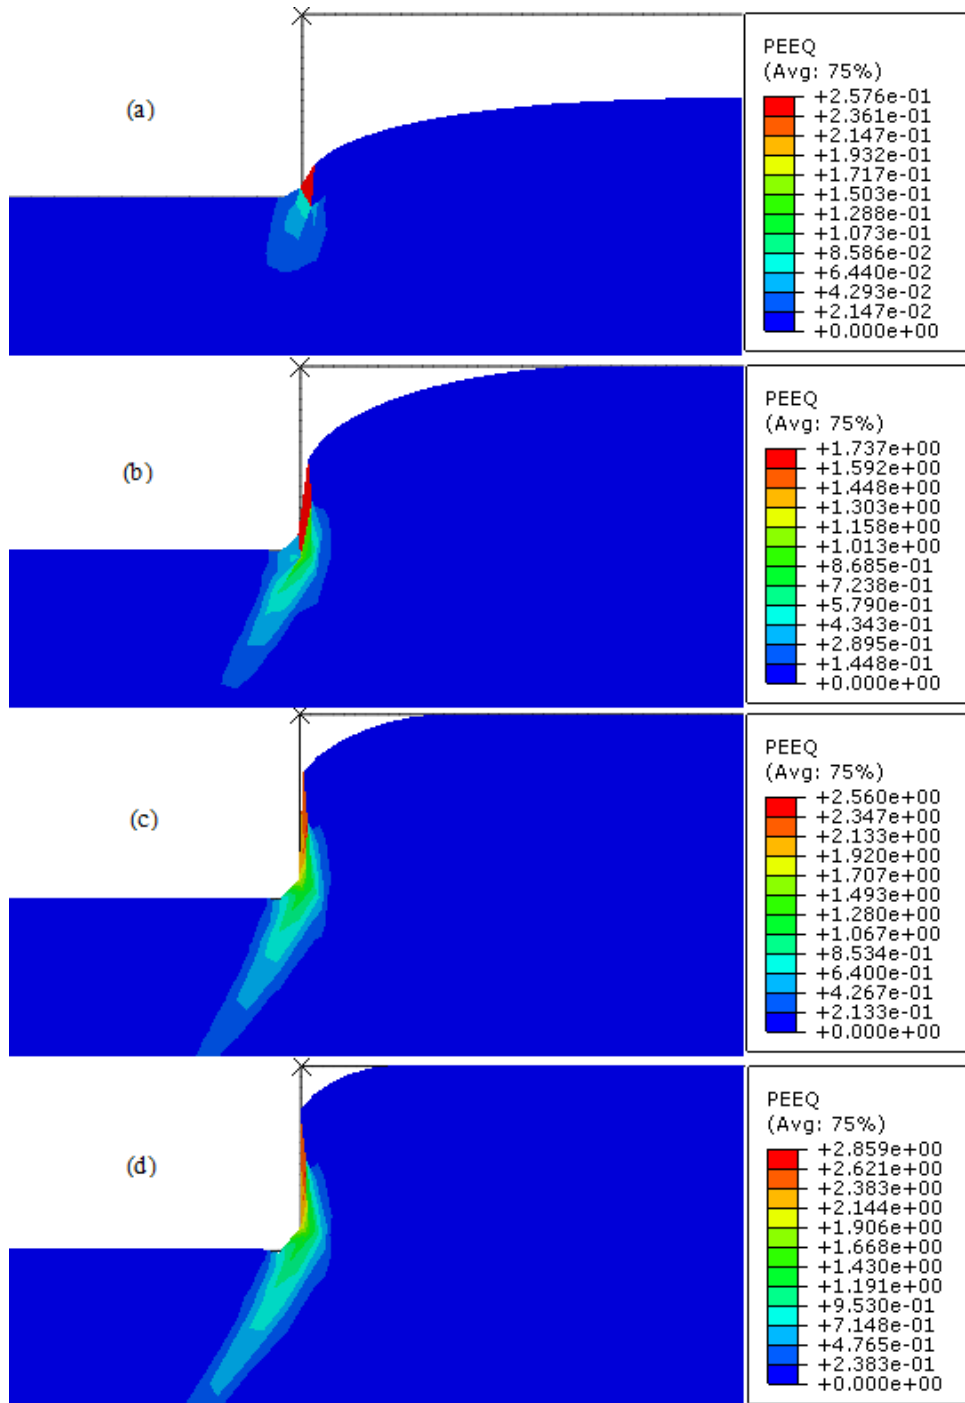 (a)
PEEQ
(Avg: 75%)
+2.576e-01
+2.361e-01
+2.147e-01
+1.932e-01
+1.717e-01
+1.503e-01
+1.288e-01
+1.073e-01
+8.586e-02
+6.440e-02
+4.293e-02
+2.147e-02
+0.000e+00
(b)
PEEQ
(Avg: 75%)
+1.737e+00
+1.592e+00
+1.448e+00
+1.303e+00
+1.158e+00
+1.013e+00
+8.685e-01
+7.238e-01
+5.790e-01
+4.343e-01
+2.895e-01
+1.448e-01
+0.000e+00
(c)
PEEQ
(Avg: 75%)
+2.560e+00
+2.347e+00
+2.133e+00
+1.920e+00
+1.707e+00
+1.493e+00
+1.280e+00
+1.067e+00
+8.534e-01
+6.400e-01
+4.267e-01
+2.133e-01
+0.000e+00
(d)
PEEQ
(Avg: 75%)
+2.859e+00
+2.621e+00
+2.383e+00
+2.144e+00
+1.906e+00
+1.668e+00
+1.430e+00
+1.191e+00
+9.530e-01
+7.148e-01
+4.765e-01
+2.383e-01
+0.000e+00